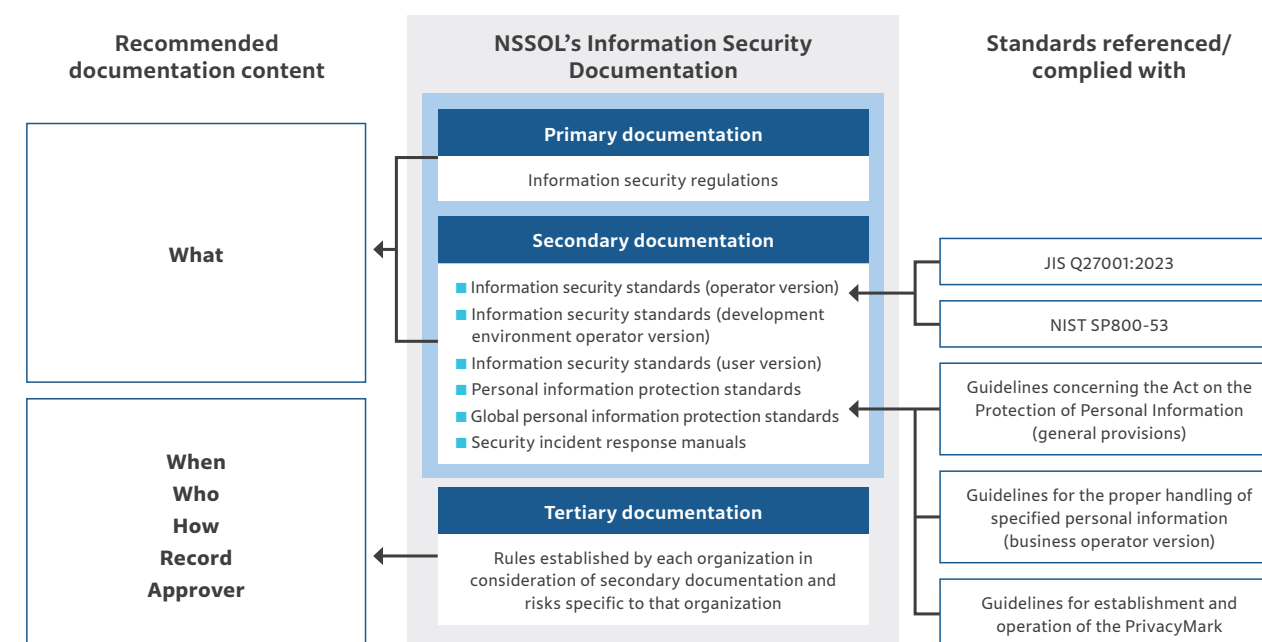 Recommended
documentation content
NSSOL’s Information Security
Documentation
Standards referenced/
complied with
What
When
Who
How
Record
Approver
Primary documentation
Information security regulations
Secondary documentation
Information security standards (operator version)
Information security standards (development
environment operator version)
Information security standards (user version)
Personal information protection standards
Global personal information protection standards
Security incident response manuals
Tertiary documentation
Rules established by each organization in
consideration of secondary documentation and
risks specific to that organization
JIS Q27001:2023
NIST SP800-53
Guidelines concerning the Act on the
Protection of Personal Information
(general provisions)
Guidelines for the proper handling of
specified personal information
(business operator version)
Guidelines for establishment and
operation of the PrivacyMark